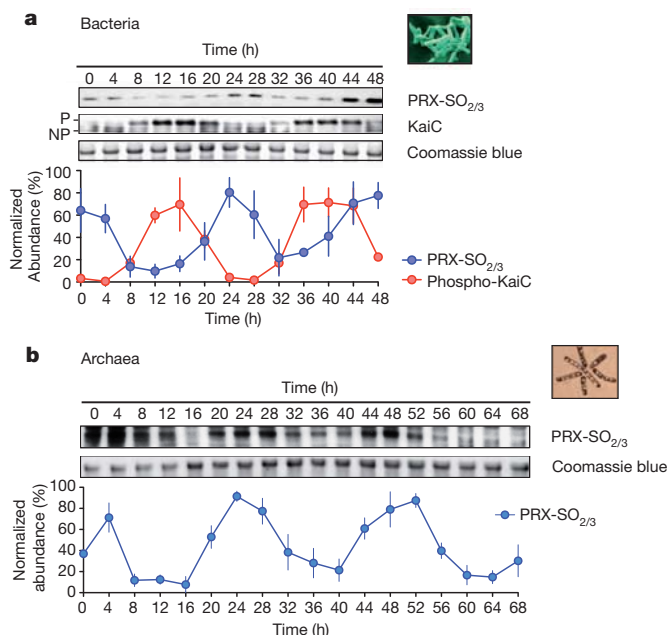 a Bacteria
Time (h)
0 4 8 12 16 20 24 28 32 36 40 44 48
PRX-SO2/3
P
NP
KaiC
Coomassie blue
Normalized Abundance (%)
100
80
60
40
20
0
PRX-SO2/3
Phospho-KaiC
0 4 8 12 16 20 24 28 32 36 40 44 48
Time (h)
b Archaea
Time (h)
0 4 8 12 16 20 24 28 32 36 40 44 48 52 56 60 64 68
PRX-SO2/3
Coomassie blue
Normalized abundance (%)
100
80
60
40
20
0
PRX-SO2/3
0 4 8 12 16 20 24 28 32 36 40 44 48 52 56 60 64 68
Time (h)